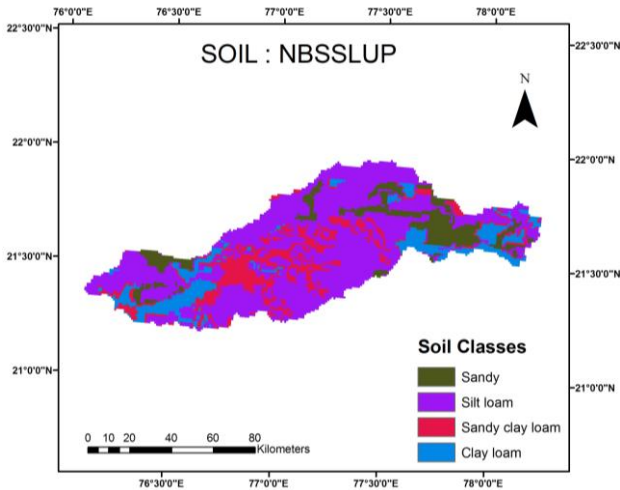 76°0'0"E 76°30'0"E 77°0'0"E 77°30'0"E 78°0'0"E
22°30'0"N
22°30'0"N
SOIL : NBSSLUP
N
22°0'0"N
22°0'0"N
21°30'0"N
21°30'0"N
21°0'0"N
21°0'0"N
Soil Classes
Sandy
Silt loam
Sandy clay loam
Clay loam
0 10 20 40 60 80
Kilometers
76°30'0"E 77°0'0"E 77°30'0"E 78°0'0"E